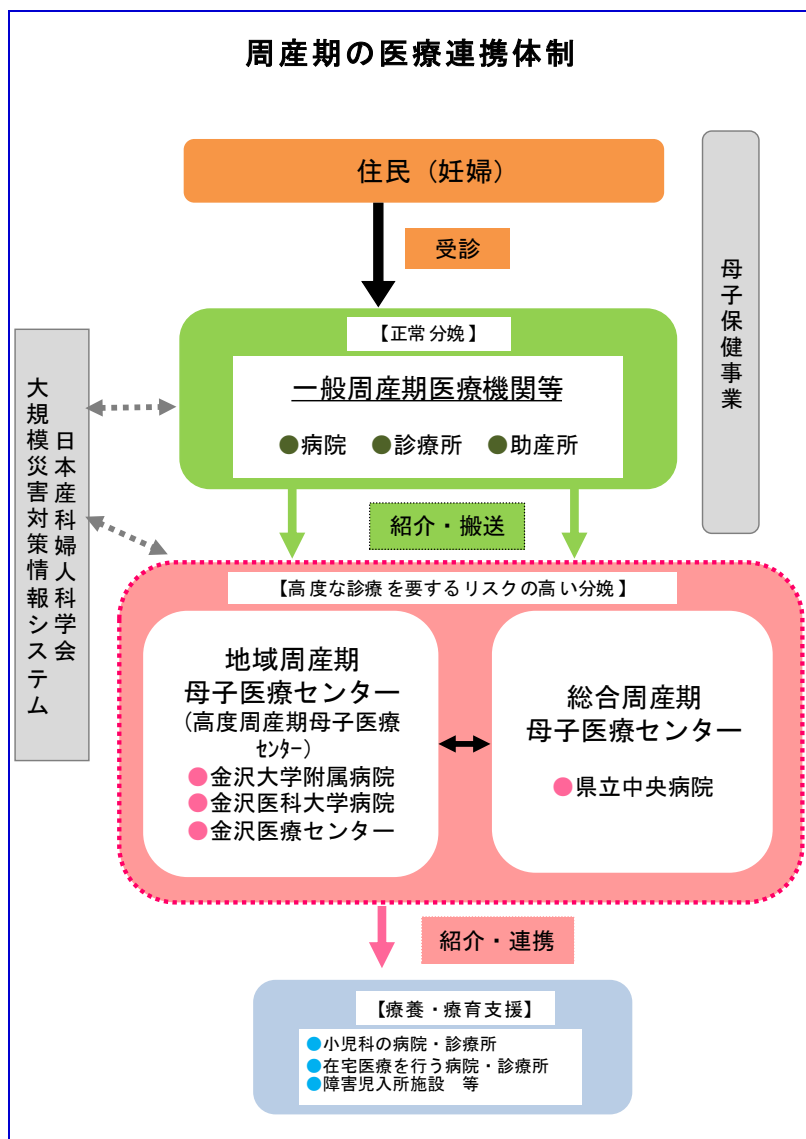 周産期の医療連携体制
住民（妊婦）
受診
母子保健事業
【正常分娩】
一般周産期医療機関等
●病院　●診療所　●助産所
日本産科婦人科学会
大規模災害対策情報システム
紹介・搬送
【高度な診療を要するリスクの高い分娩】
地域周産期
母子医療センター
(高度周産期母子医療
ｾﾝﾀｰ）
●金沢大学附属病院
●金沢医科大学病院
●金沢医療センター
総合周産期
母子医療センター
●県立中央病院
紹介・連携
【療養・療育支援】
●小児科の病院・診療所
●在宅医療を行う病院・診療所
●障害児入所施設　等